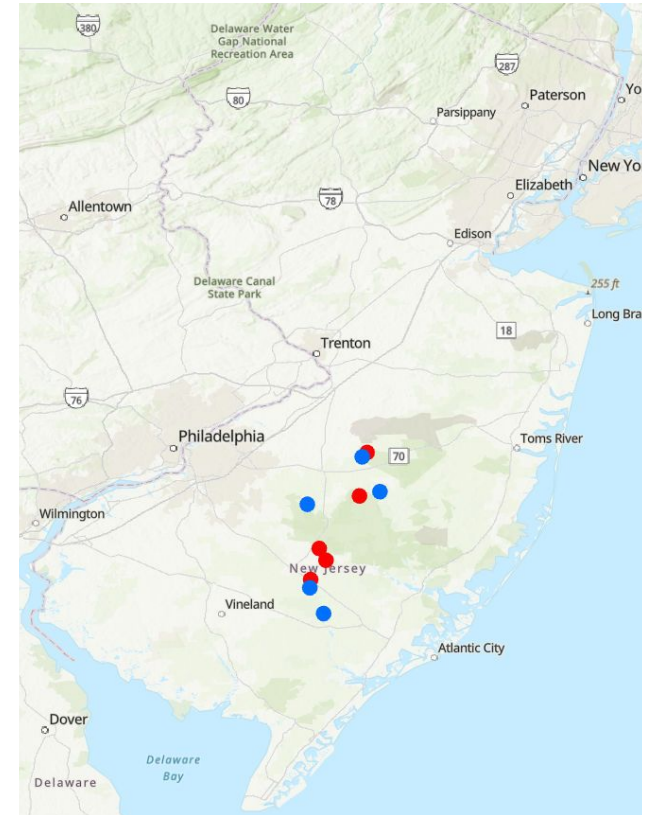 380
Delaware Water
Gap National
Recreation Area
287
80
Paterson
Yo
Parsippany
New Yo
Elizabeth
78
Allentown
Edison
Delaware Canal
State Park
255 ft
Long Bra
18
Trenton
76
Philadelphia
Toms River
70
Wilmington
New Jersey
Vineland
Atlantic City
Dover
Delaware
Bay
Delaware